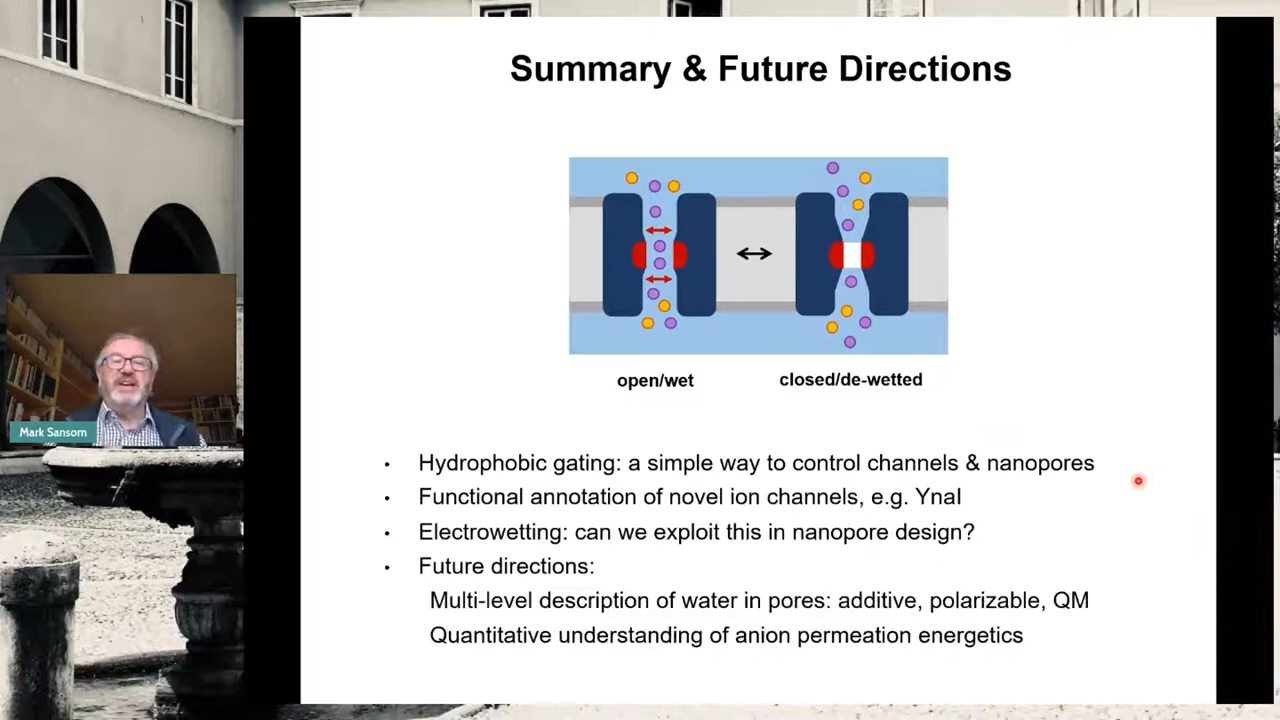 Summary & Future Directions
open/wet
closed/de-wetted
Mark Sansom
• Hydrophobic gating: a simple way to control channels & nanopores
• Functional annotation of novel ion channels, e.g. YnaI
• Electrowetting: can we exploit this in nanopore design?
• Future directions:
Multi-level description of water in pores: additive, polarizable, QM
Quantitative understanding of anion permeation energetics